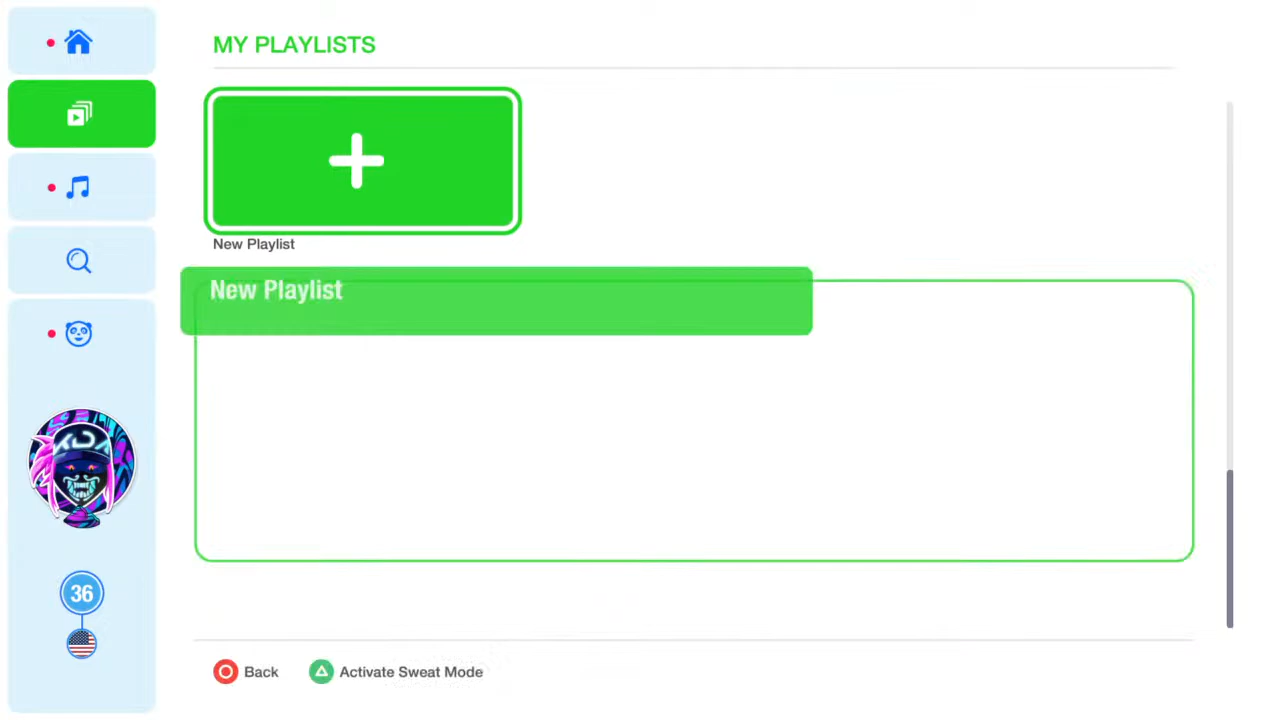 MY PLAYLISTS
New Playlist
New Playlist
36
Back
Activate Sweat Mode